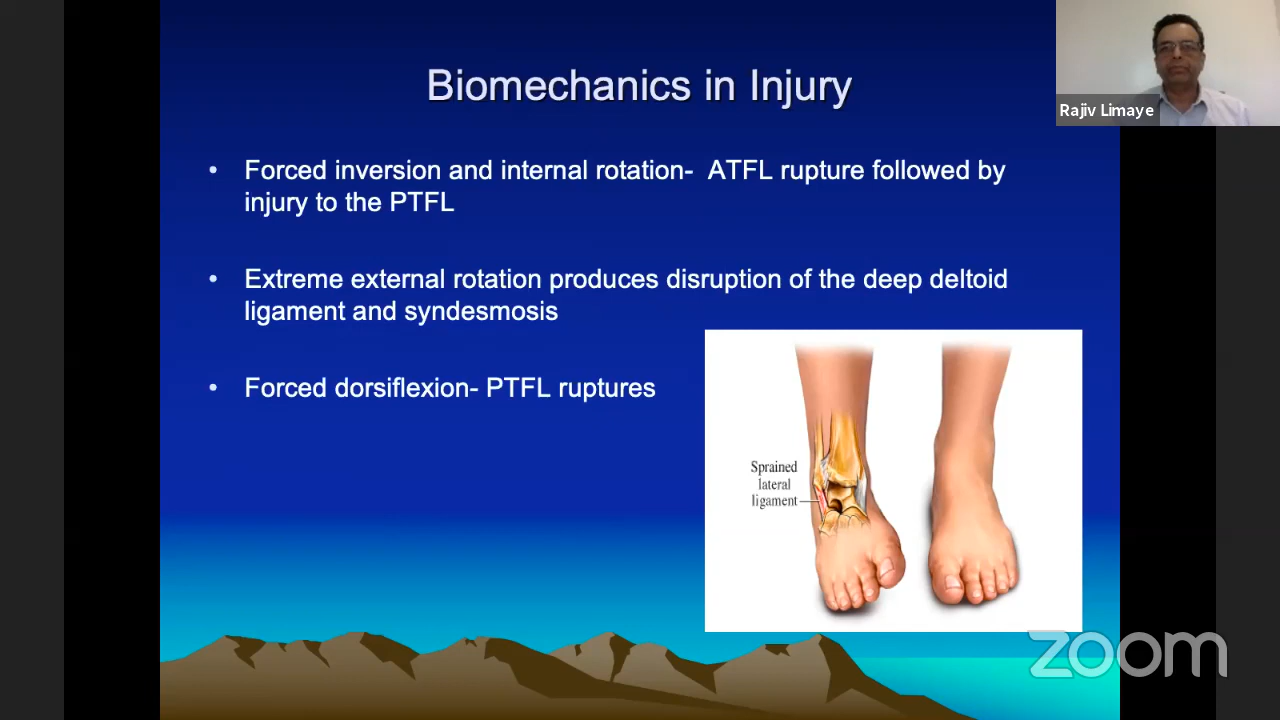 Biomechanics in Injury
Rajiv Limaye
• Forced inversion and internal rotation-  ATFL rupture followed by
injury to the PTFL
• Extreme external rotation produces disruption of the deep deltoid
ligament and syndesmosis
• Forced dorsiflexion- PTFL ruptures
Sprained
lateral
ligament
zoom